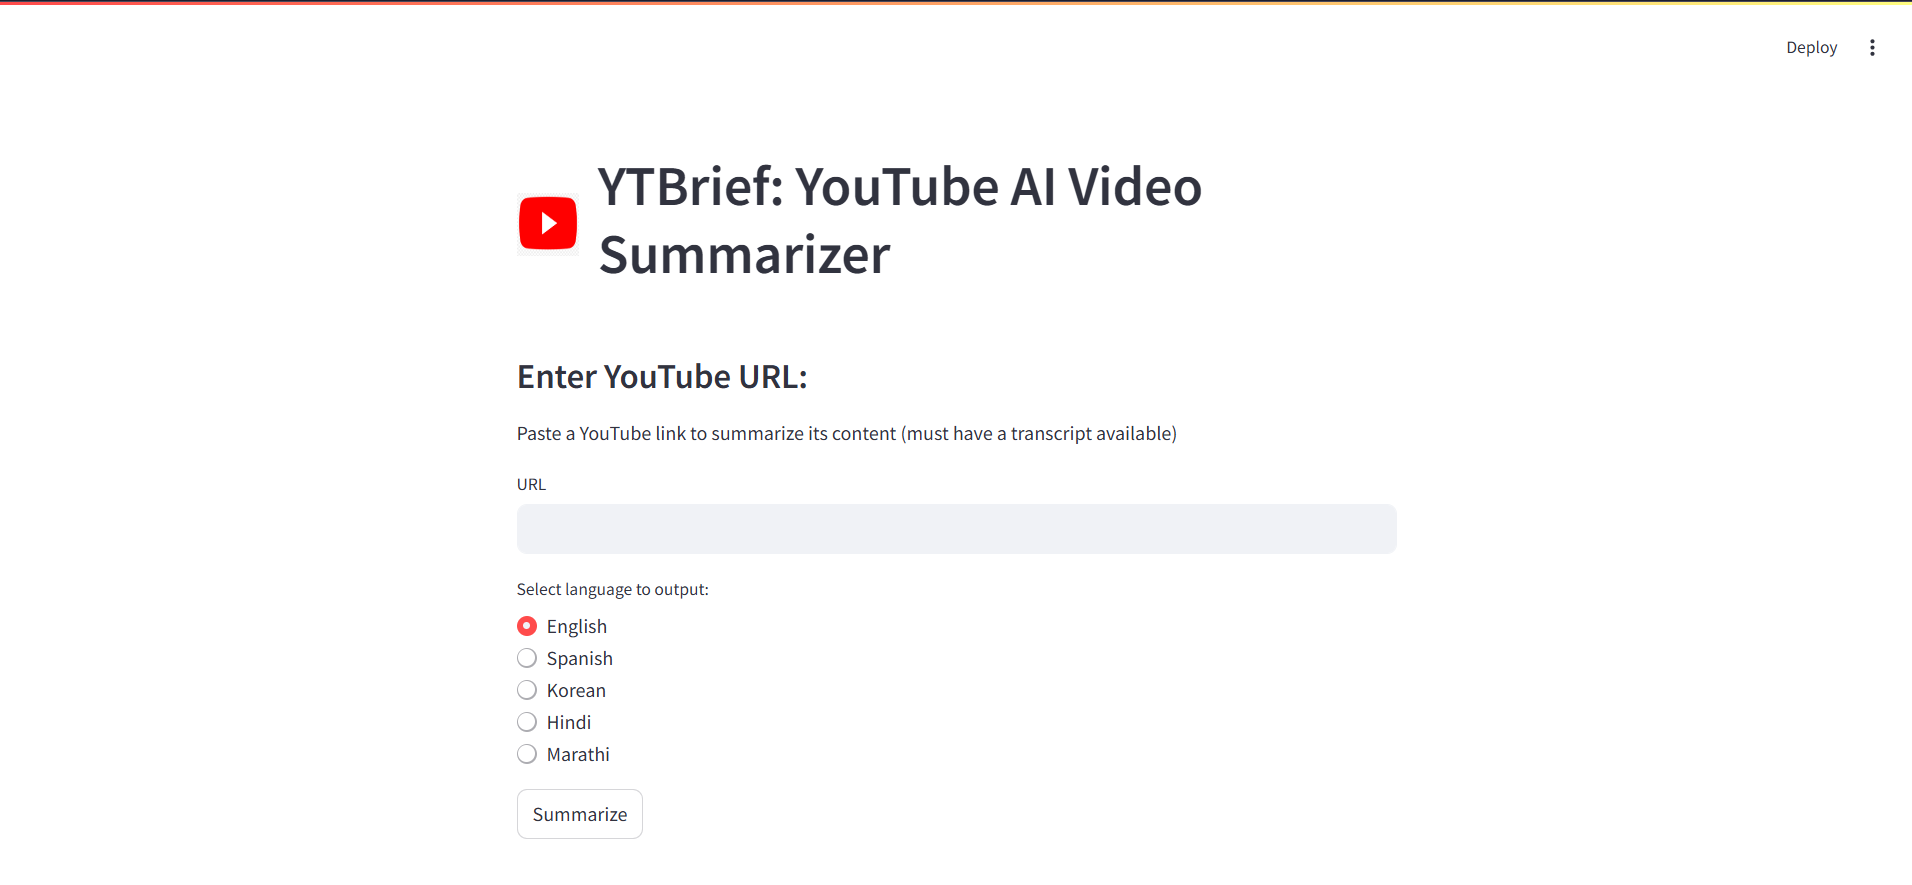 Deploy
YTBrief: YouTube AI Video
Summarizer
Enter YouTube URL:
Paste a YouTube link to summarize its content (must have a transcript available)
URL
Select language to output:
English
Spanish
Korean
Hindi
Marathi
Summarize